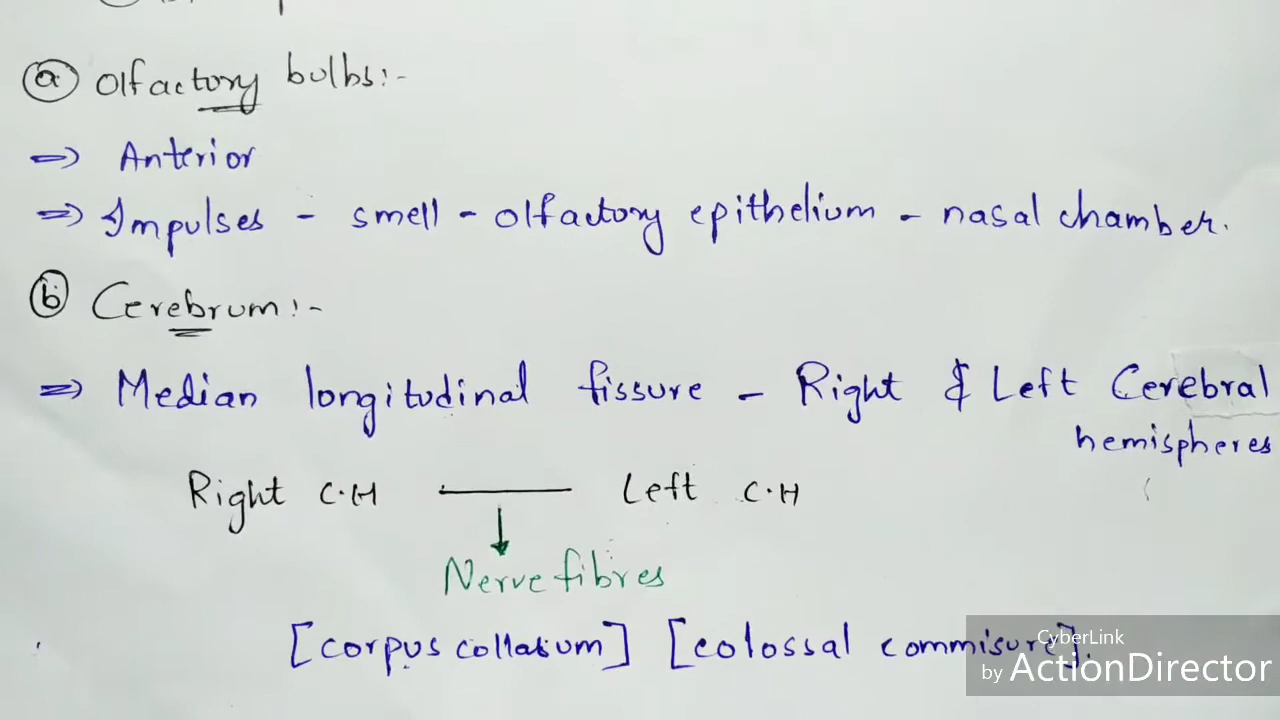 ⓐ Olfactory bulbs:-
⇒ Anterior
⇒ Impulses - smell - olfactory epithelium - nasal chamber.
ⓑ Cerebrum:-
⇒ Median longitudinal fissure - Right & Left Cerebral
hemispheres
Right C.H — Left C.H
Nerve fibres
[corpus collasum] [colossal commisure].
CyberLink
by ActionDirector